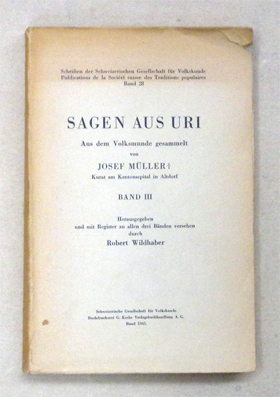 Schriften der Schweizerischen Gesellschaft für Volkskunde
Publications de la Société suisse des Traditions populaires
Band 28
SAGEN AUS URI
Aus dem Volksmunde gesammelt
von
JOSEF MÜLLER†
Kantonsspital in Altdorf
BAND III
Herausgegeben
und mit Register zu allen drei Bänden versehen
durch
Robert Wildhaber
Schweizerische Gesellschaft für Volkskunde
G. Krebs Verlagsbuchhandlung A. G.
Basel 1945